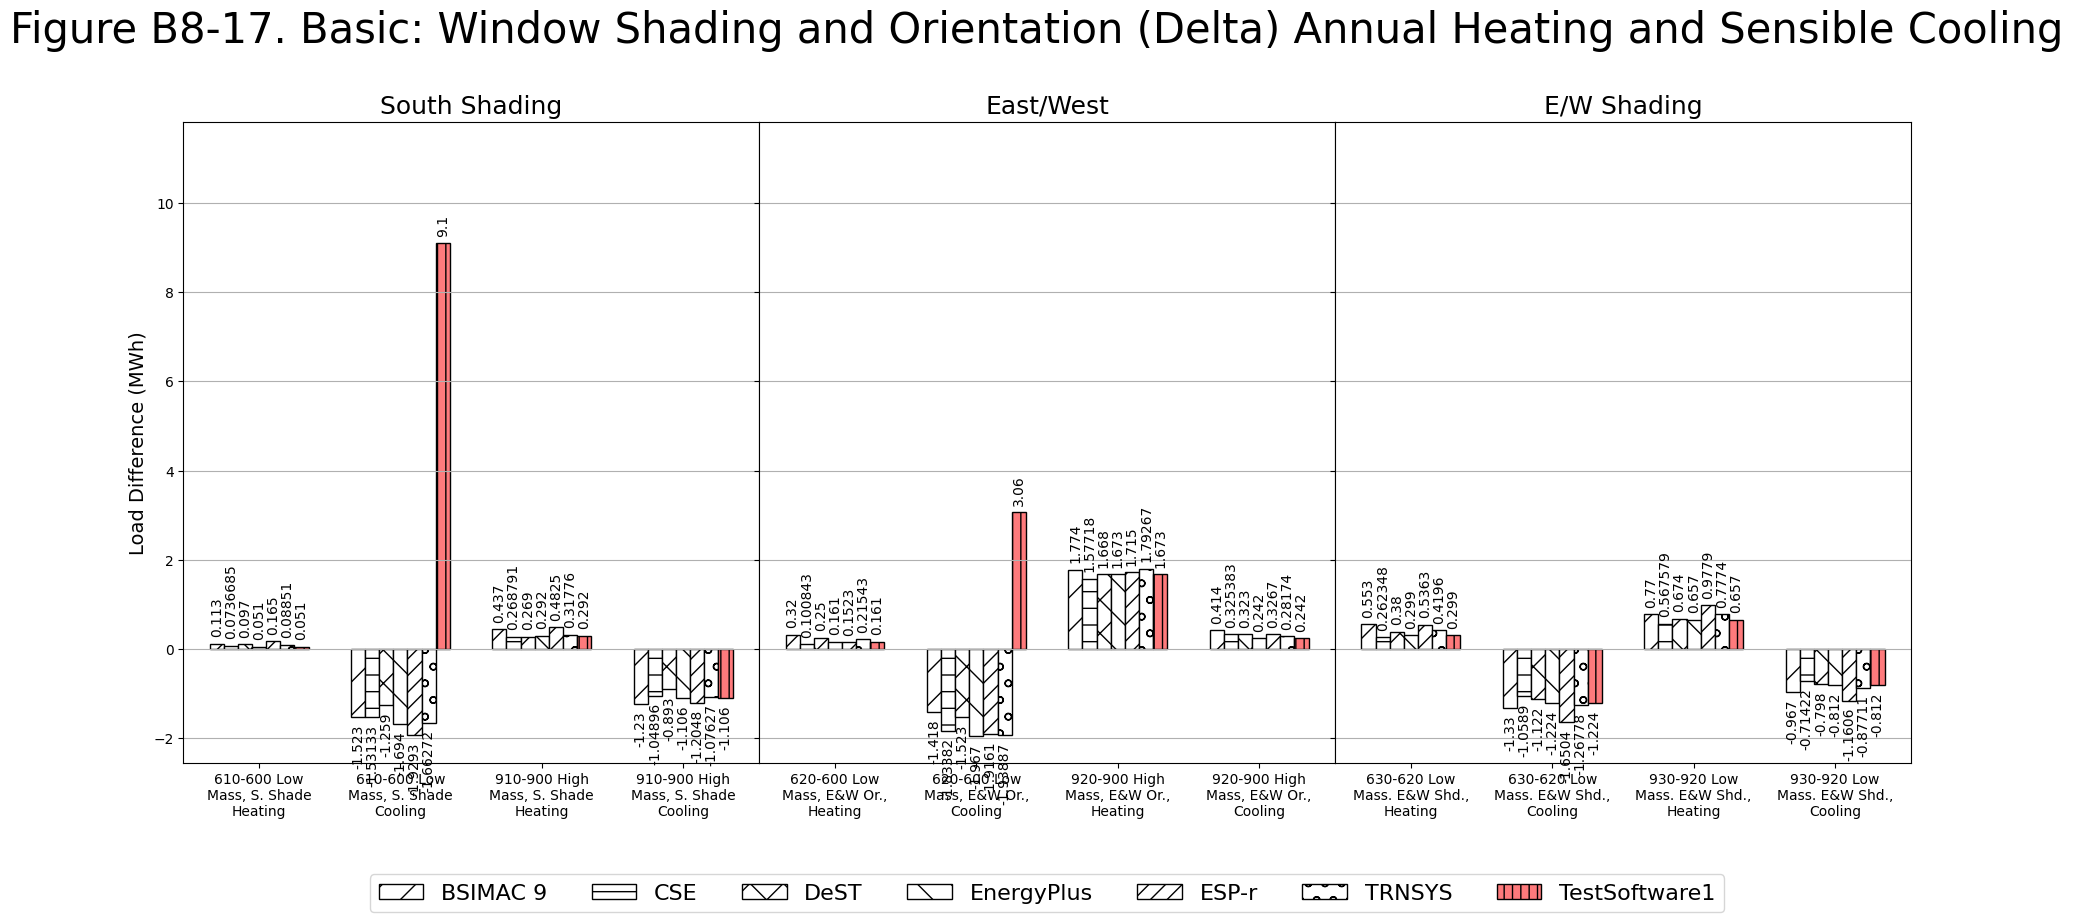 Figure B8-17. Basic: Window Shading and Orientation (Delta) Annual Heating and Sensible Cooling
South Shading
East/West
E/W Shading
Load Difference (MWh)
10
8
6
4
2
0
−2
0.113
0.0736685
0.097
0.051
0.165
0.08851
0.051
-1.523
-1.53133
-1.259
-1.694
-1.9293
-1.66272
9.1
0.437
0.268791
0.269
0.292
0.4825
0.31776
0.292
-1.23
-1.04896
-0.893
-1.106
-1.2048
-1.07627
-1.106
0.32
0.100843
0.25
0.161
0.1523
0.21543
0.161
-1.418
-1.83382
-1.523
-1.967
-1.9161
-1.93887
3.06
1.774
1.57718
1.668
1.673
1.715
1.79267
1.673
0.414
0.325383
0.323
0.242
0.3267
0.28174
0.242
0.553
0.262348
0.38
0.299
0.5363
0.4196
0.299
-1.33
-1.0589
-1.122
-1.224
-1.6504
-1.26778
-1.224
0.77
0.567579
0.674
0.657
0.9779
0.7774
0.657
-0.967
-0.71422
-0.798
-0.812
-1.1606
-0.87711
-0.812
610-600 Low
Mass, S. Shade
Heating
610-600 Low
Mass, S. Shade
Cooling
910-900 High
Mass, S. Shade
Heating
910-900 High
Mass, S. Shade
Cooling
620-600 Low
Mass, E&W Or.,
Heating
620-600 Low
Mass, E&W Or.,
Cooling
920-900 High
Mass, E&W Or.,
Heating
920-900 High
Mass, E&W Or.,
Cooling
630-620 Low
Mass. E&W Shd.,
Heating
630-620 Low
Mass. E&W Shd.,
Cooling
930-920 Low
Mass. E&W Shd.,
Heating
930-920 Low
Mass. E&W Shd.,
Cooling
BSIMAC 9
CSE
DeST
EnergyPlus
ESP-r
TRNSYS
TestSoftware1